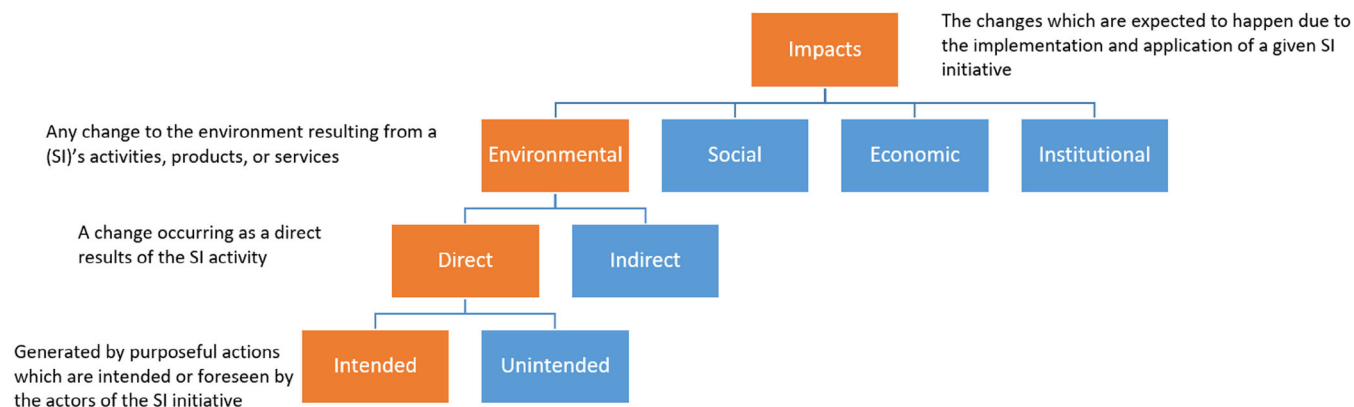 Impacts
The changes which are expected to happen due to
the implementation and application of a given SI
initiative
Any change to the environment resulting from a
(SI)'s activities, products, or services
Environmental
Social
Economic
Institutional
A change occurring as a direct
results of the SI activity
Direct
Indirect
Generated by purposeful actions
which are intended or foreseen by
the actors of the SI initiative
Intended
Unintended